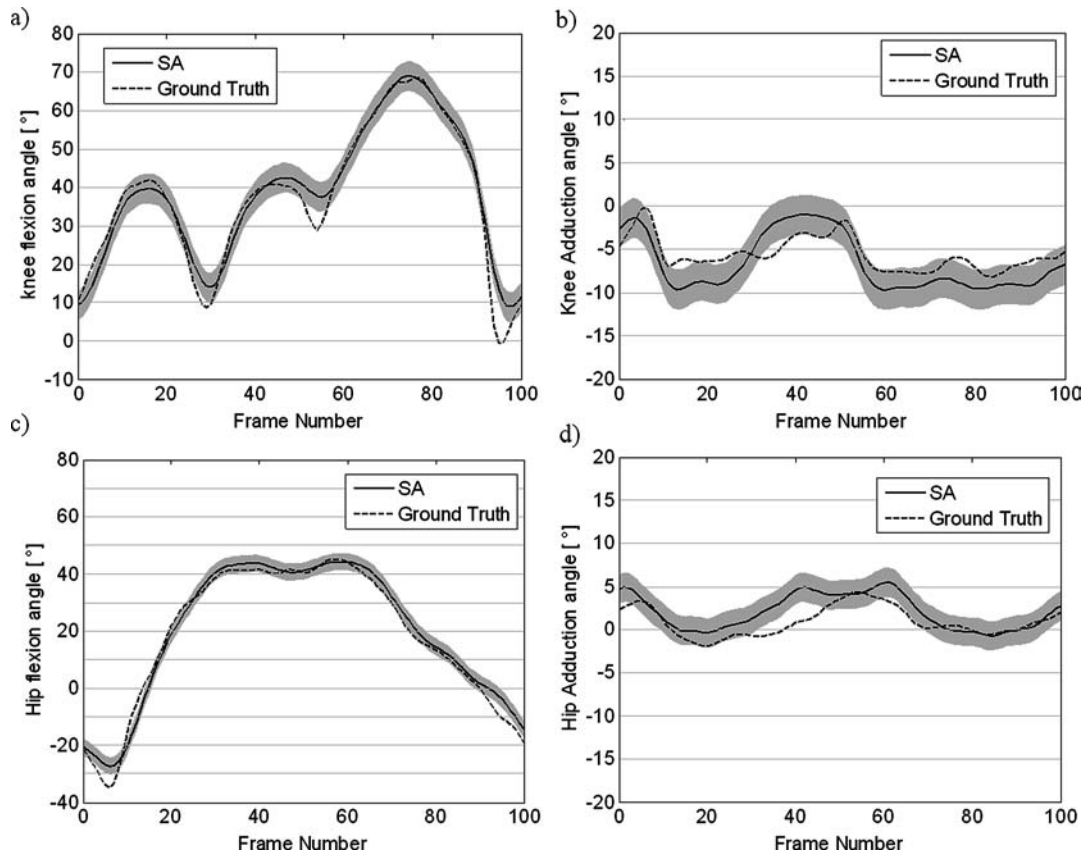 a)
knee flexion angle [ °]
80
70
60
50
40
30
20
10
0
-10
SA
Ground Truth
0 20 40 60 80 100
Frame Number
b)
Knee Adduction angle [ °]
20
15
10
5
0
-5
-10
-15
-20
SA
Ground Truth
0 20 40 60 80 100
Frame Number
c)
Hip flexion angle [ °]
80
60
40
20
0
-20
-40
SA
Ground Truth
0 20 40 60 80 100
Frame Number
d)
Hip Adduction angle [ °]
20
15
10
5
0
-5
-10
-15
-20
SA
Ground Truth
0 20 40 60 80 100
Frame Number